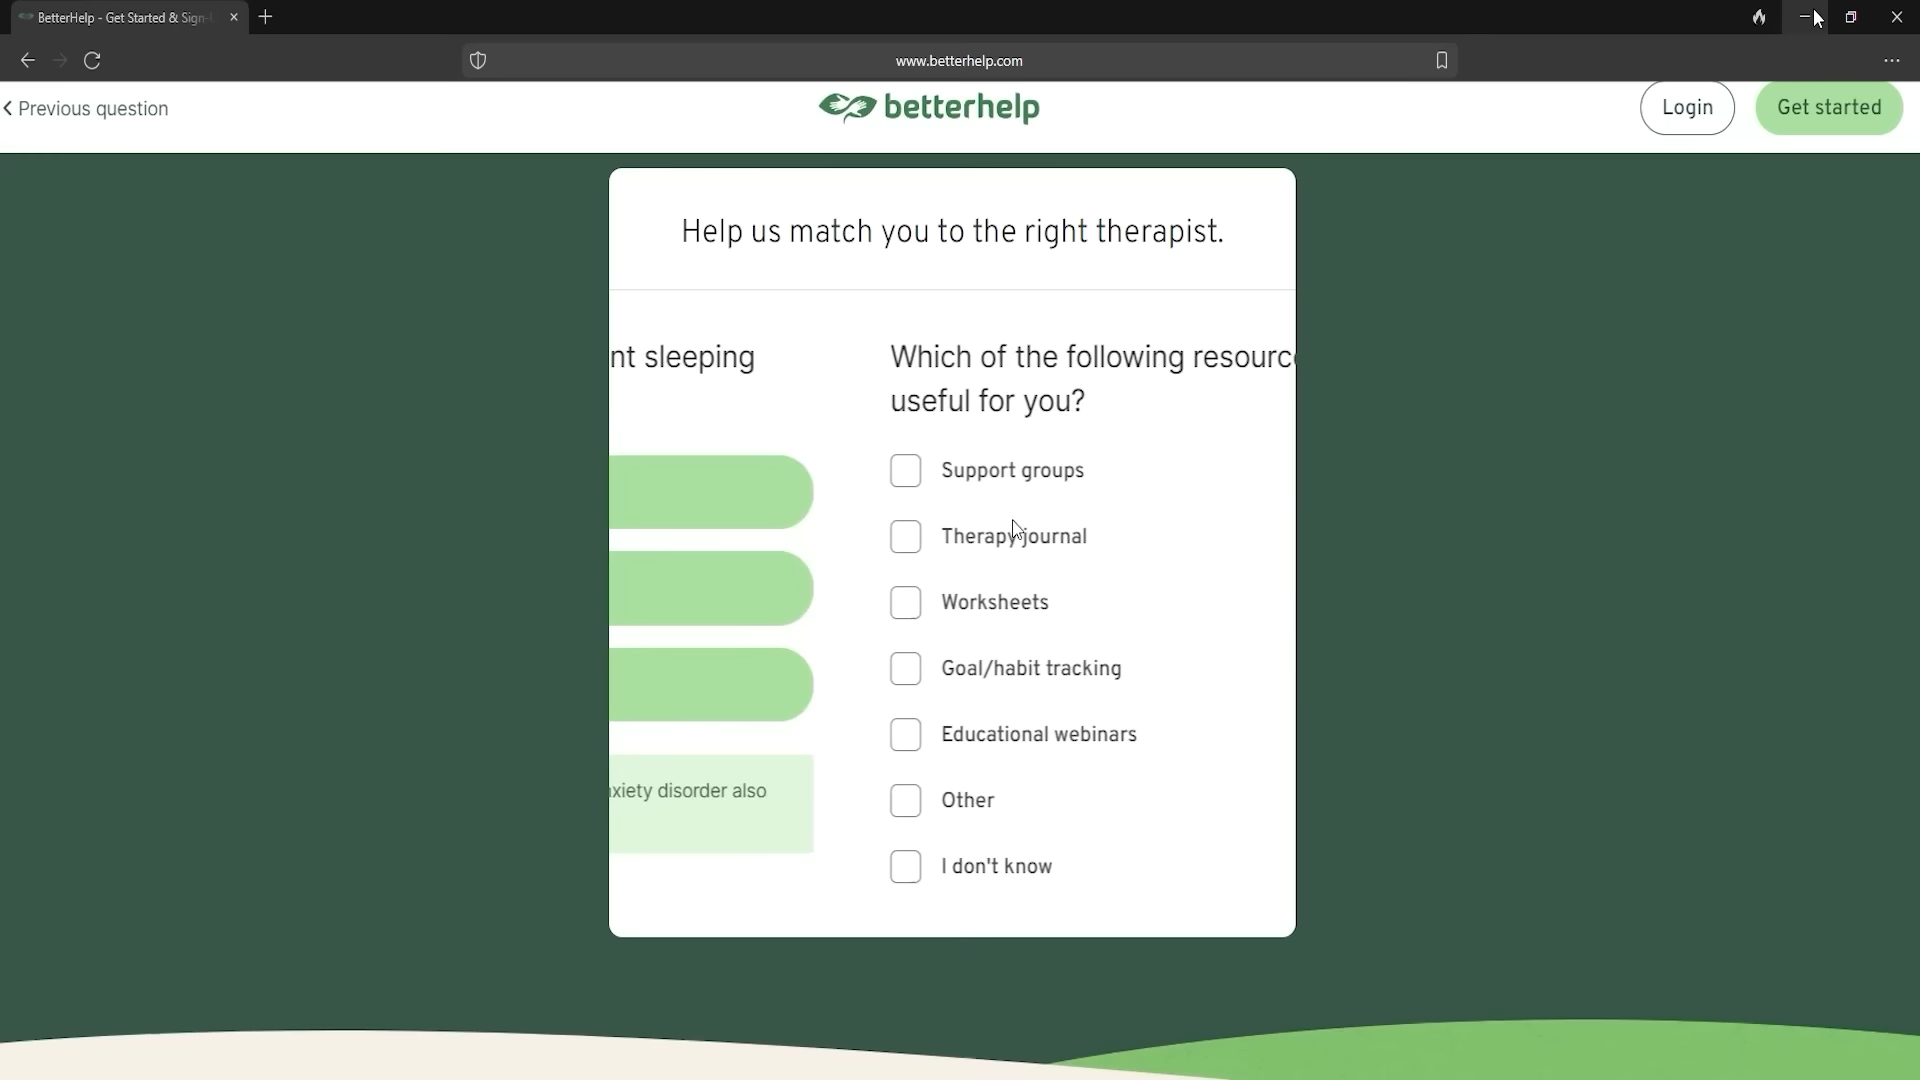 BetterHelp - Get Started & Sign-
www.betterhelp.com
Previous question
betterhelp
Login
Get started
Help us match you to the right therapist.
nt sleeping
Which of the following resourc
useful for you?
Support groups
Therapy journal
Worksheets
Goal/habit tracking
Educational webinars
Other
I don't know
xiety disorder also